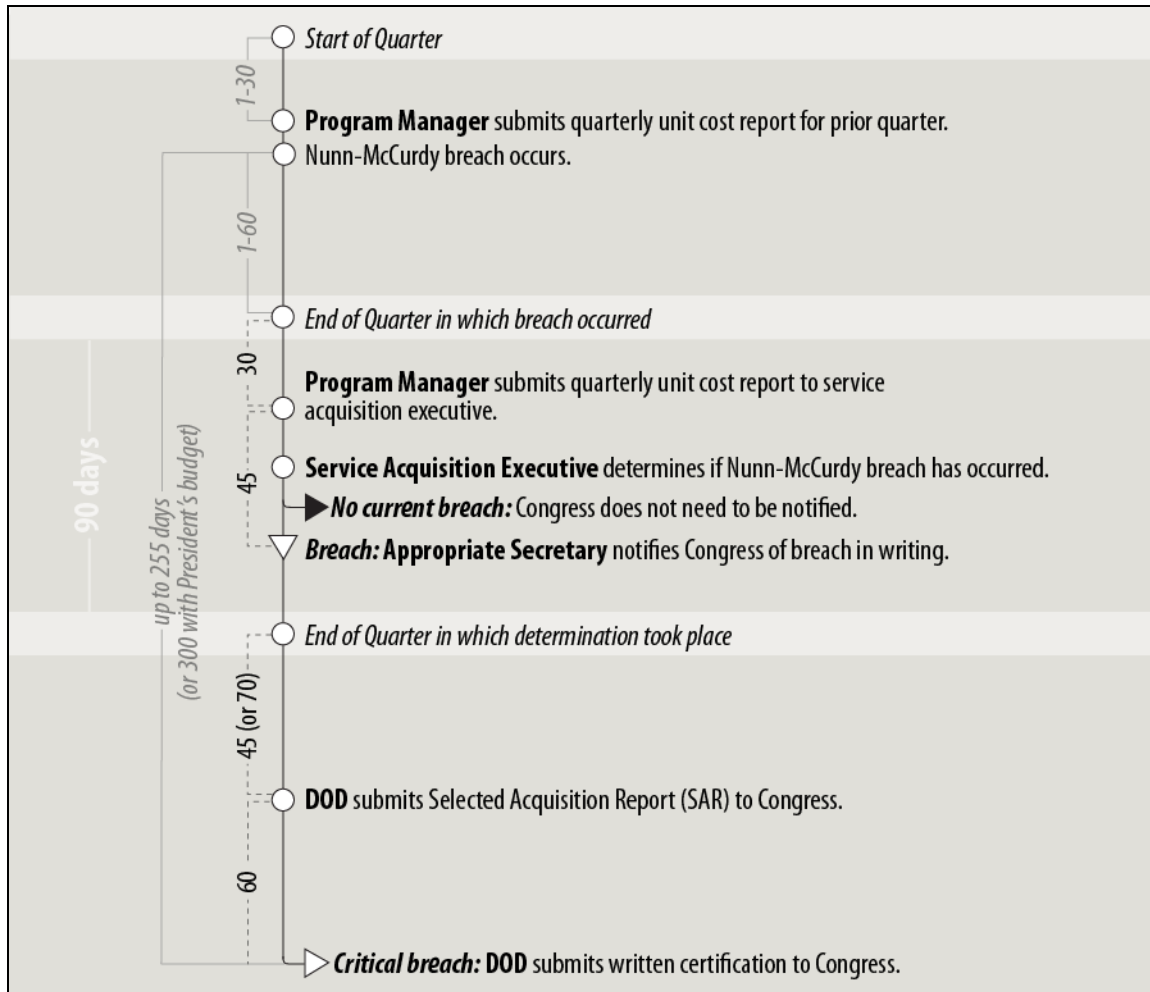 Start of Quarter
1-30
Program Manager submits quarterly unit cost report for prior quarter.
Nunn-McCurdy breach occurs.
1-60
End of Quarter in which breach occurred
30
Program Manager submits quarterly unit cost report to service
acquisition executive.
45
Service Acquisition Executive determines if Nunn-McCurdy breach has occurred.
No current breach: Congress does not need to be notified.
Breach: Appropriate Secretary notifies Congress of breach in writing.
90 days
up to 255 days
(or 300 with President's budget)
End of Quarter in which determination took place
45 (or 70)
DOD submits Selected Acquisition Report (SAR) to Congress.
60
Critical breach: DOD submits written certification to Congress.